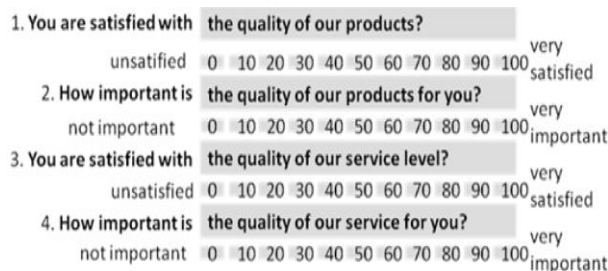 1. You are satisfied with the quality of our products?
unsatified 0 10 20 30 40 50 60 70 80 90 100 very satisfied
2. How important is the quality of our products for you?
not important 0 10 20 30 40 50 60 70 80 90 100 very important
3. You are satisfied with the quality of our service level?
unsatisfied 0 10 20 30 40 50 60 70 80 90 100 very satisfied
4. How important is the quality of our service for you?
not important 0 10 20 30 40 50 60 70 80 90 100 very important